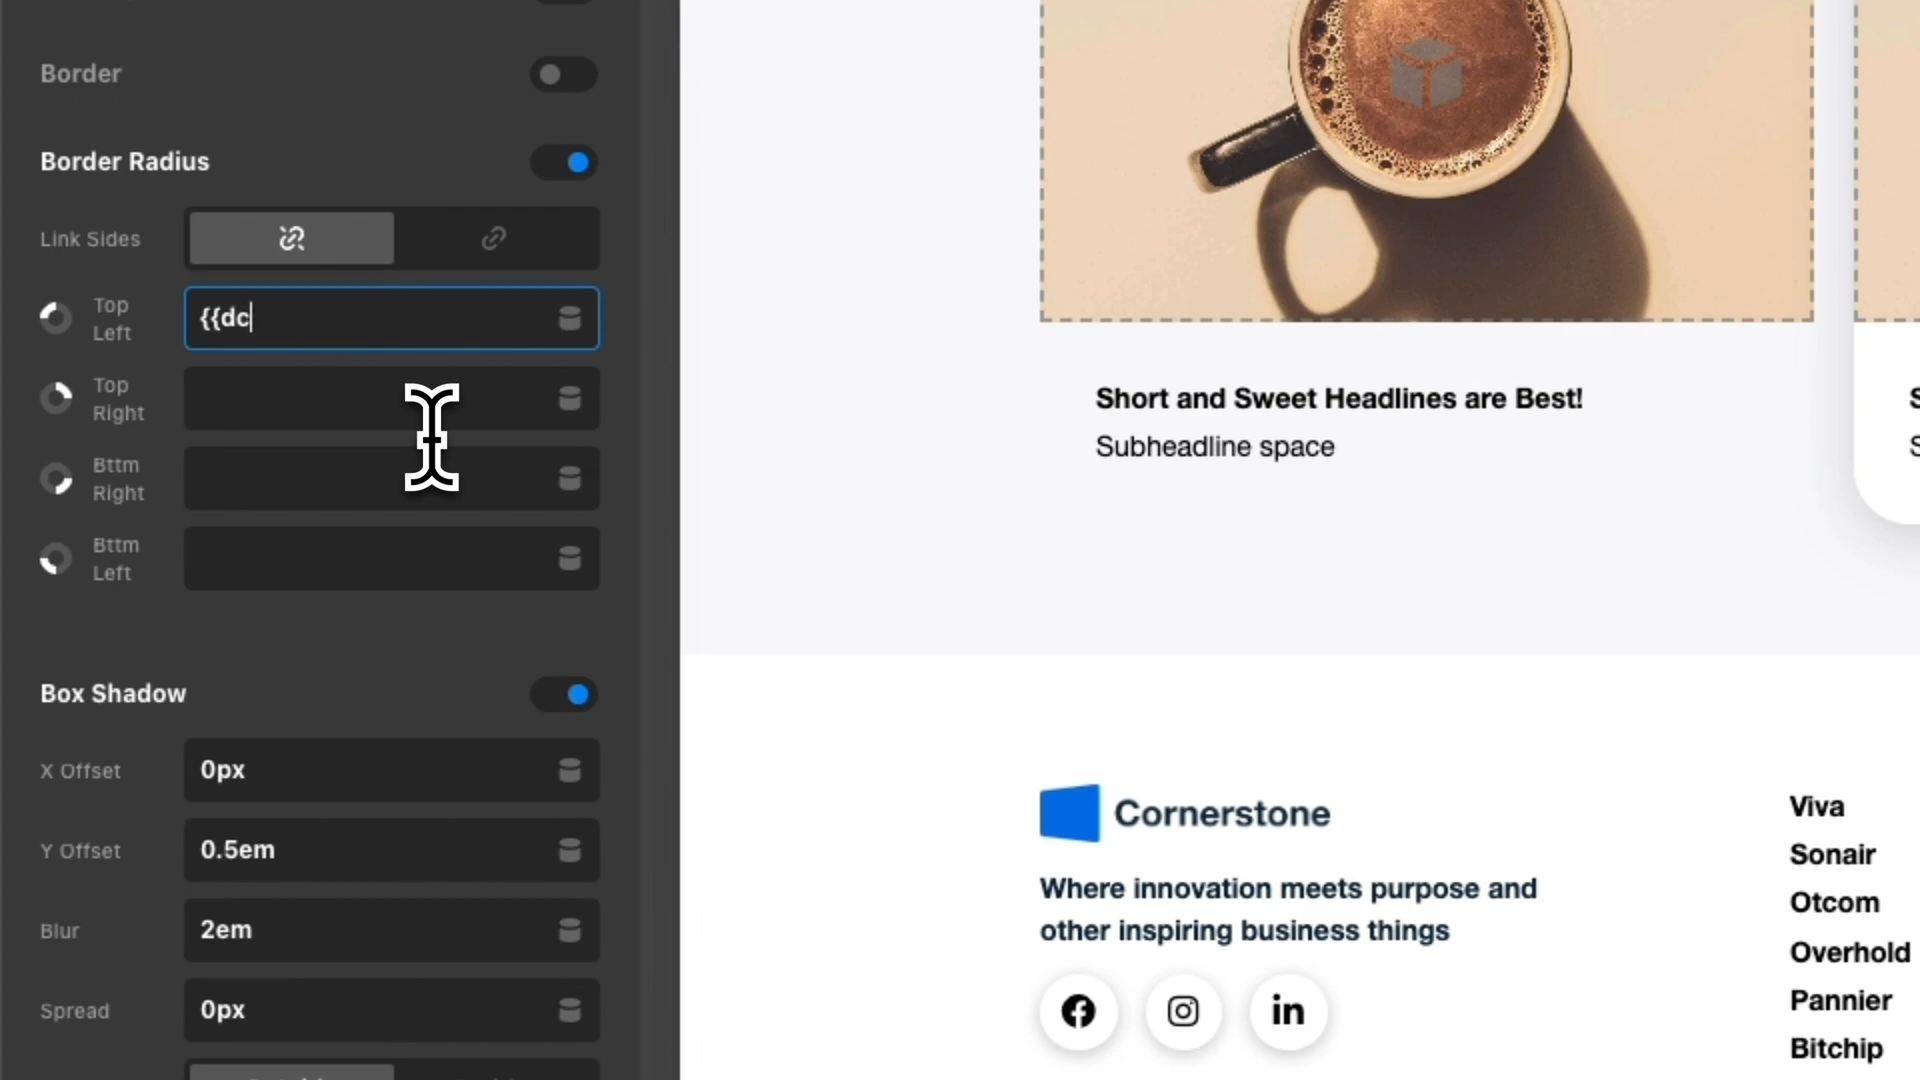 Border
Border Radius
Link Sides
Top
Left
{{dc
Top
Right
Bttm
Right
Bttm
Left
Box Shadow
X Offset
0px
Y Offset
0.5em
Blur
2em
Spread
0px
Short and Sweet Headlines are Best!
Subheadline space
S
S
Cornerstone
Where innovation meets purpose and
other inspiring business things
in
Viva
Sonair
Otcom
Overhold
Pannier
Bitchip